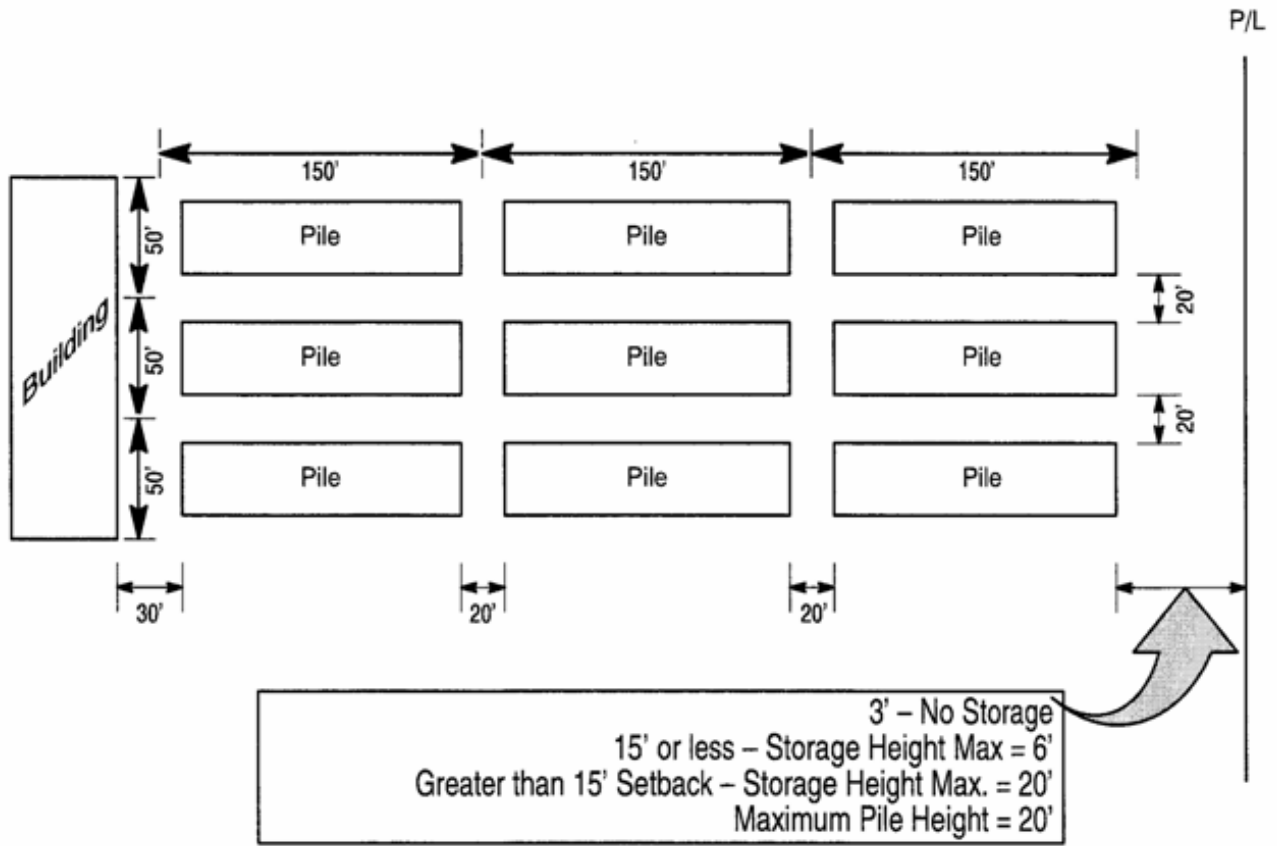 P/L
150' 150' 150'
Pile Pile Pile
50'
20'
Building
Pile Pile Pile
50'
20'
Pile Pile Pile
50'
30' 20' 20'
3' – No Storage
15' or less – Storage Height Max = 6'
Greater than 15' Setback – Storage Height Max. = 20'
Maximum Pile Height = 20'